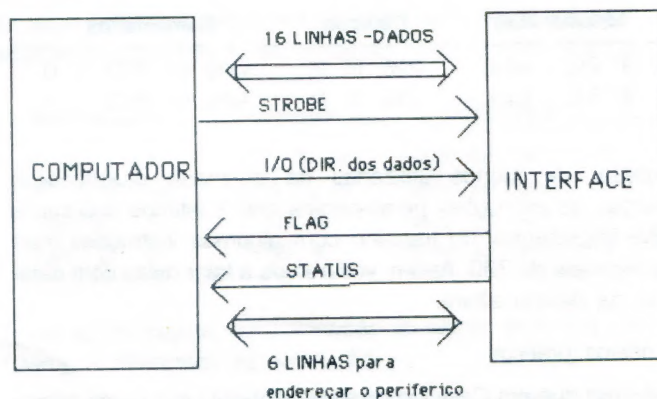 16 LINHAS -DADOS
STROBE
COMPUTADOR
I/O (DIR. dos dados)
INTERFACE
FLAG
STATUS
6 LINHAS para
endereçar o periferico